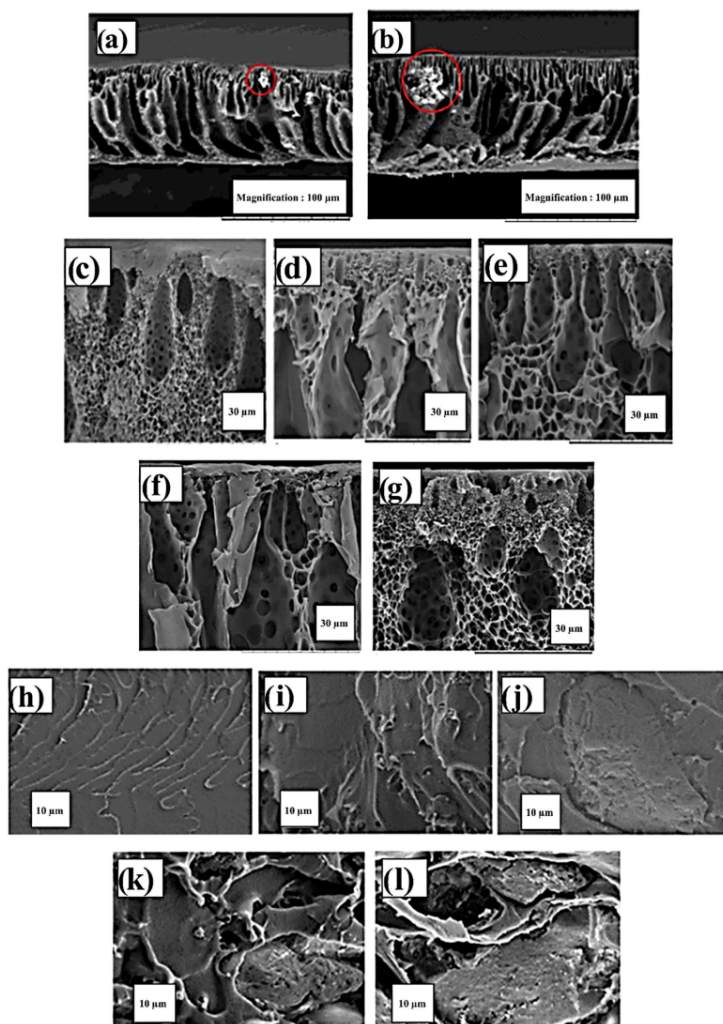 (a)
(b)
Magnification : 100 µm
Magnification : 100 µm
(c)
(d)
(e)
30 µm
30 µm
30 µm
(f)
(g)
30 µm
30 µm
(h)
(i)
(j)
10 µm
10 µm
10 µm
(k)
(l)
10 µm
10 µm